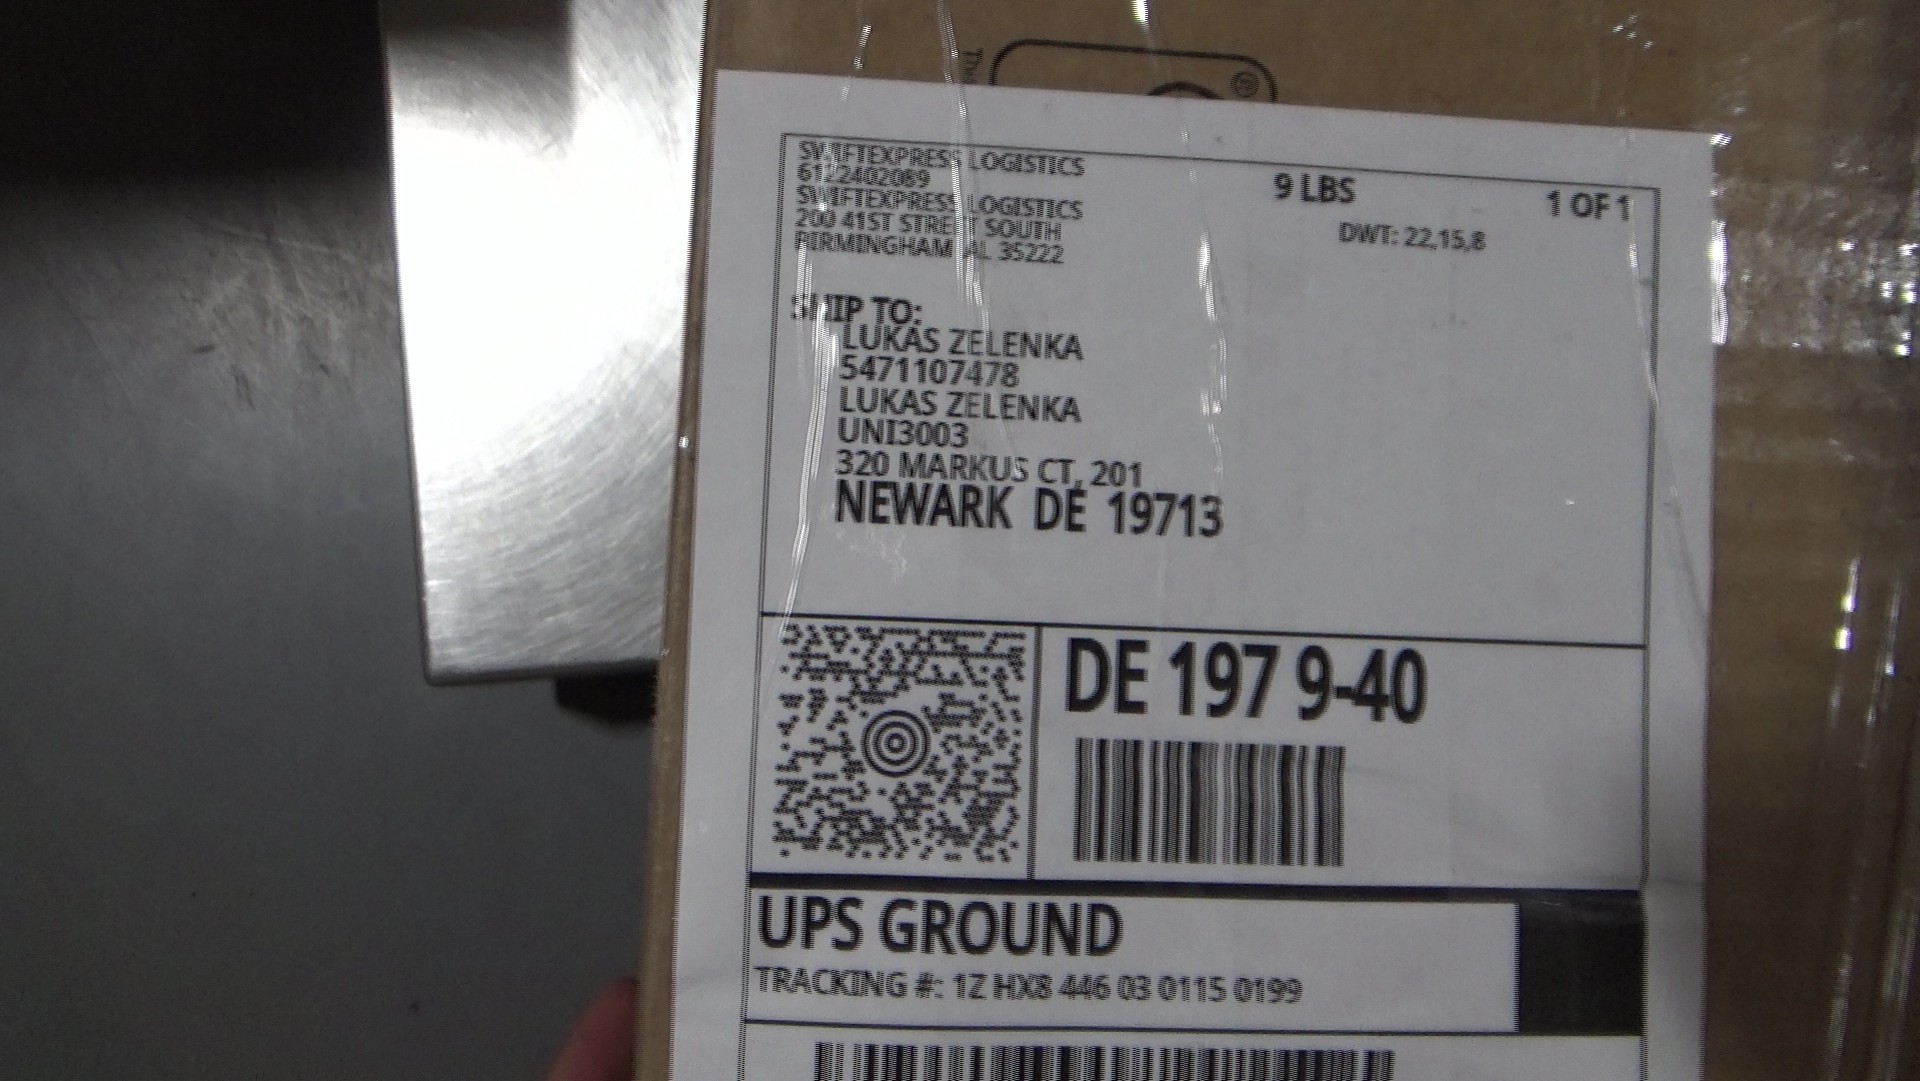 SWIFTEXPRESS LOGISTICS
6122402089
SWIFTEXPRESS LOGISTICS
200 41ST STREET SOUTH
BIRMINGHAM AL 35222
9 LBS
1 OF 1
DWT: 22,15,8
SHIP TO:
LUKAS ZELENKA
5471107478
LUKAS ZELENKA
UNI3003
320 MARKUS CT, 201
NEWARK DE 19713
DE 197 9-40
UPS GROUND
TRACKING #: 1Z HX8 446 03 0115 0199